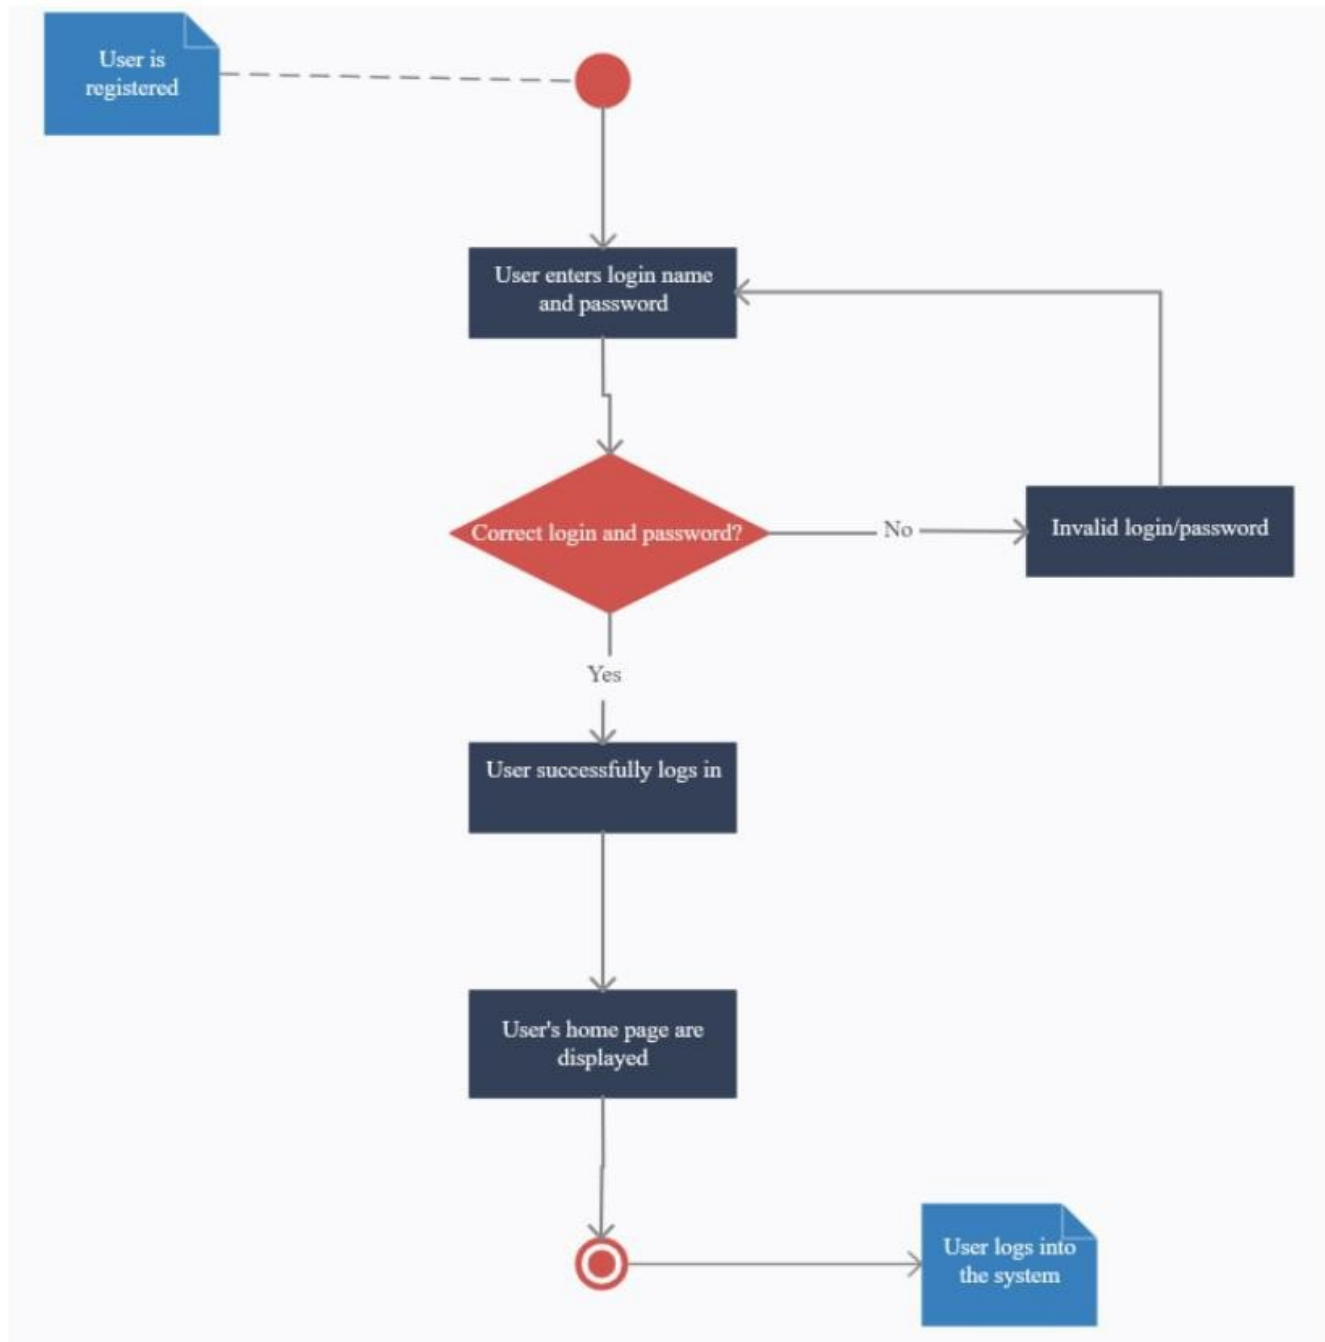 User is
registered
User enters login name
and password
Correct login and password?
No
Invalid login/password
Yes
User successfully logs in
User's home page are
displayed
User logs into
the system